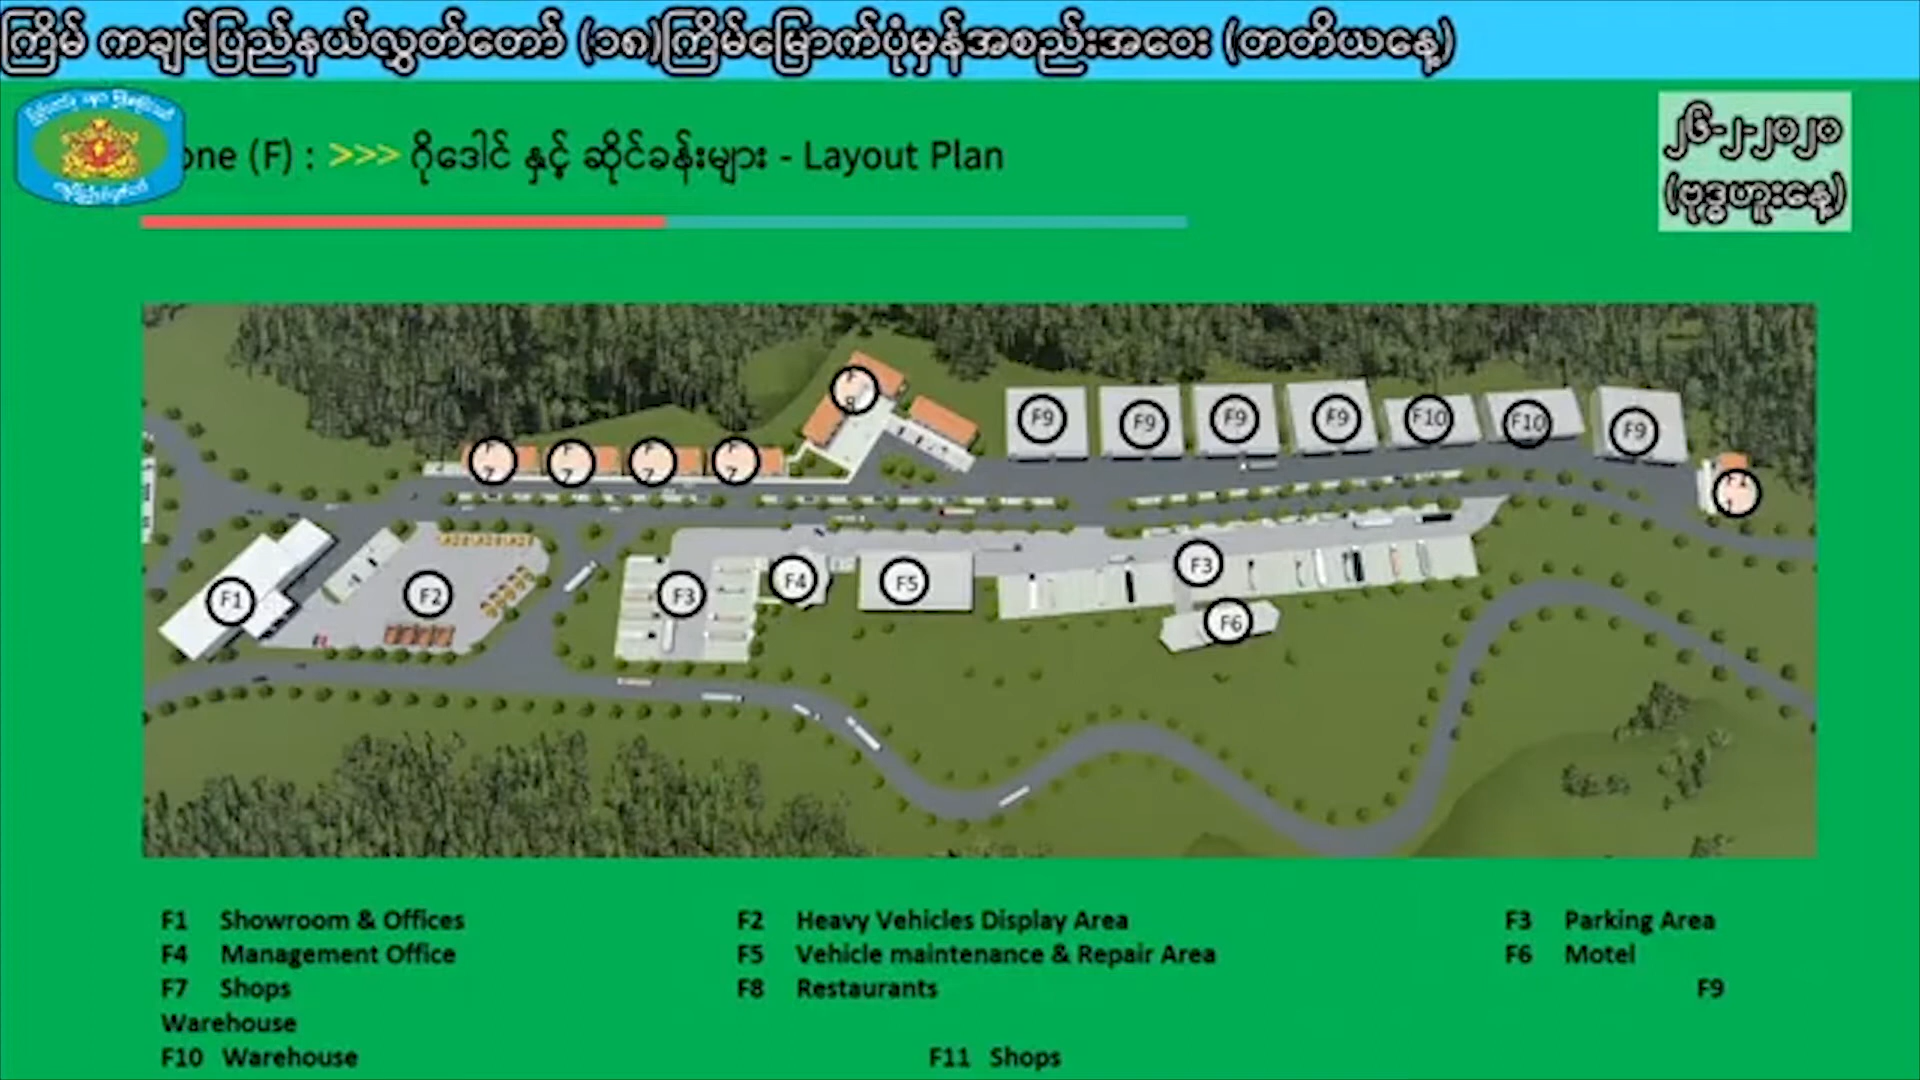 ကြိမ် ကချင်ပြည်နယ်လွှတ်တော် (၁၈)ကြိမ်မြောက်ပုံမှန်အစည်းအဝေး (တတိယနေ့)
၂၆-၂-၂၀၂၀
(ဗုဒ္ဓဟူးနေ့)
one (F) : >>> ဂိုဒေါင် နှင့် ဆိုင်ခန်းများ - Layout Plan
F8
F9 F9 F9 F9 F10 F10 F9
F7 F7 F7 F7
F1 F2 F3 F4 F5 F3
F6
F1 Showroom & Offices F2 Heavy Vehicles Display Area F3 Parking Area
F4 Management Office F5 Vehicle maintenance & Repair Area F6 Motel
F7 Shops F8 Restaurants F9
Warehouse
F10 Warehouse F11 Shops